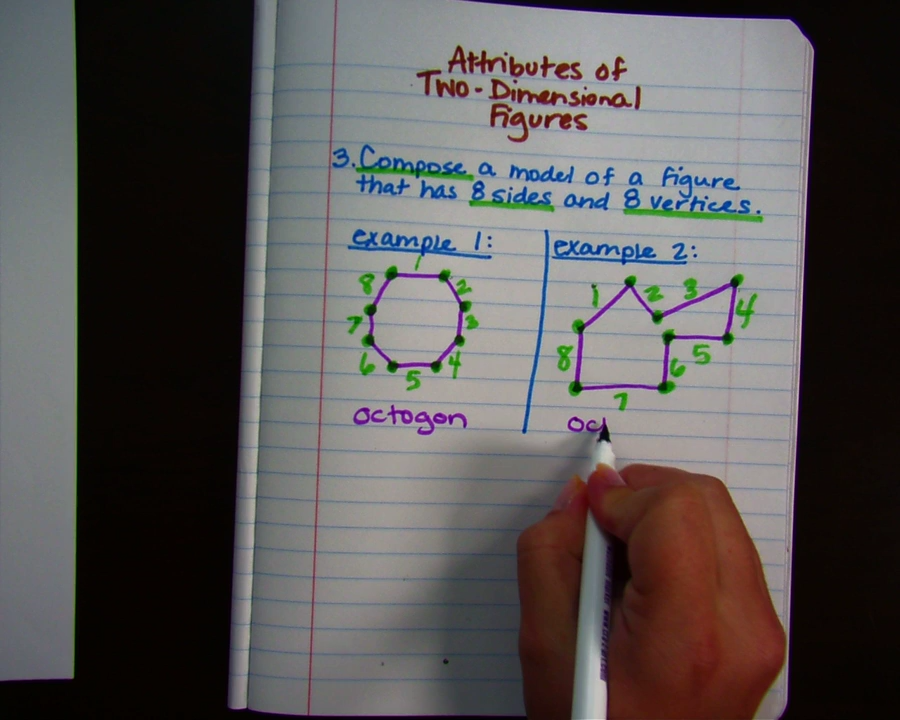 Attributes of
Two-Dimensional
Figures
3. Compose a model of a figure
that has 8 sides and 8 vertices.
example 1:
1
8
2
7
3
6
4
5
octogon
example 2:
1
2
3
4
8
6
5
7
oct